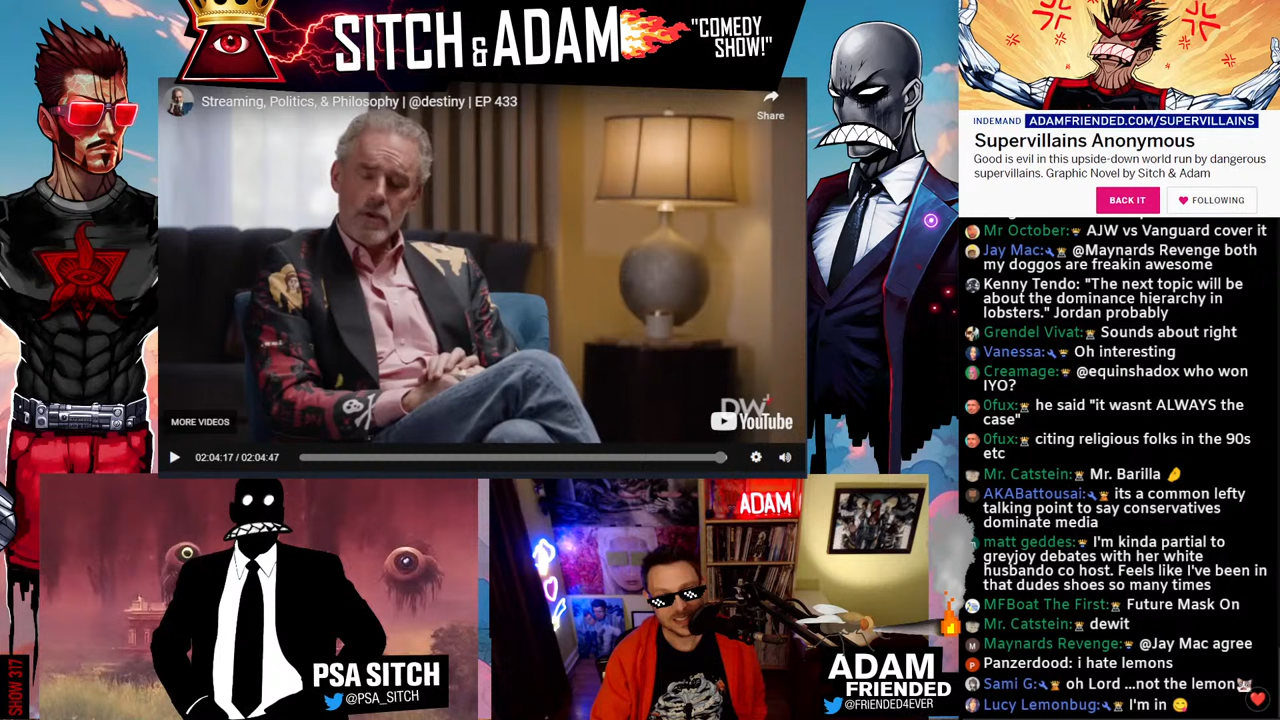 SITCH & ADAM
"COMEDY
SHOW!"
Streaming, Politics, & Philosophy | @destiny | EP 433
Share
MORE VIDEOS
DW+
YouTube
02:04:17 / 02:04:47
ADAM
PSA SITCH
@PSA_SITCH
ADAM
FRIENDED
@FRIENDED4EVER
SHOW 317
INDEMAND ADAMFRIENDED.COM/SUPERVILLAINS
Supervillains Anonymous
Good is evil in this upside-down world run by dangerous
supervillains. Graphic Novel by Sitch & Adam
BACK IT
FOLLOWING
Mr October: AJW vs Vanguard cover it
Jay Mac: @Maynards Revenge both
my doggos are freakin awesome
Kenny Tendo: "The next topic will
be about the dominance hierarchy in
lobsters." Jordan probably
Grendel Vivat: Sounds about right
Vanessa: Oh interesting
Creamage: @equinshadox who won
IYO?
0fux: he said "it wasnt ALWAYS the
case"
0fux: citing religious folks in the 90s
etc
Mr. Catstein: Mr. Barilla
AKABattousai: its a common lefty
talking point to say conservatives
dominate media
matt geddes: I'm kinda partial to
greyjoy debates with her white
husbando co host. Feels like I've been in
that dudes shoes so many times
MFBoat The First: Future Mask On
Mr. Catstein: dewit
Maynards Revenge: @Jay Mac agree
Panzerdood: i hate lemons
Sami G: oh Lord ...not the lemon
Lucy Lemonbug: I'm in